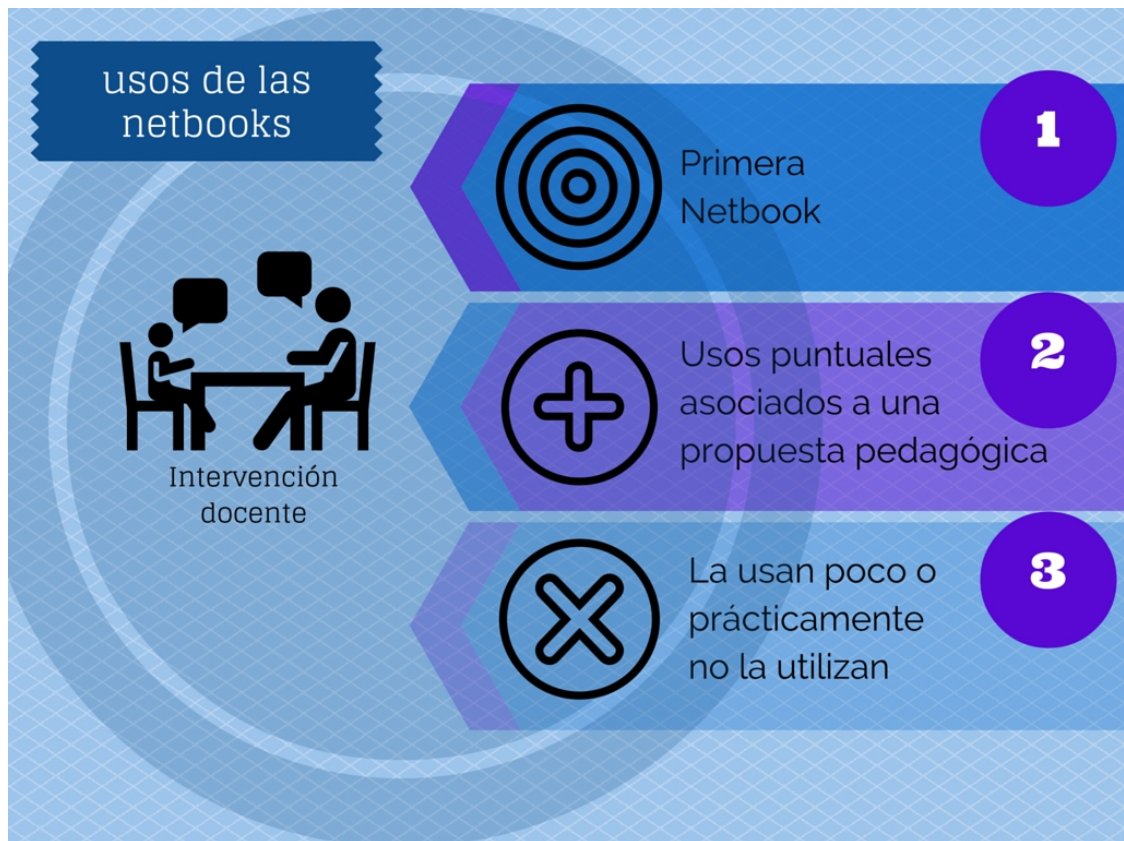 usos de las
netbooks
Intervención
docente
1
Primera
Netbook
2
Usos puntuales
asociados a una
propuesta pedagógica
3
La usan poco o
prácticamente
no la utilizan